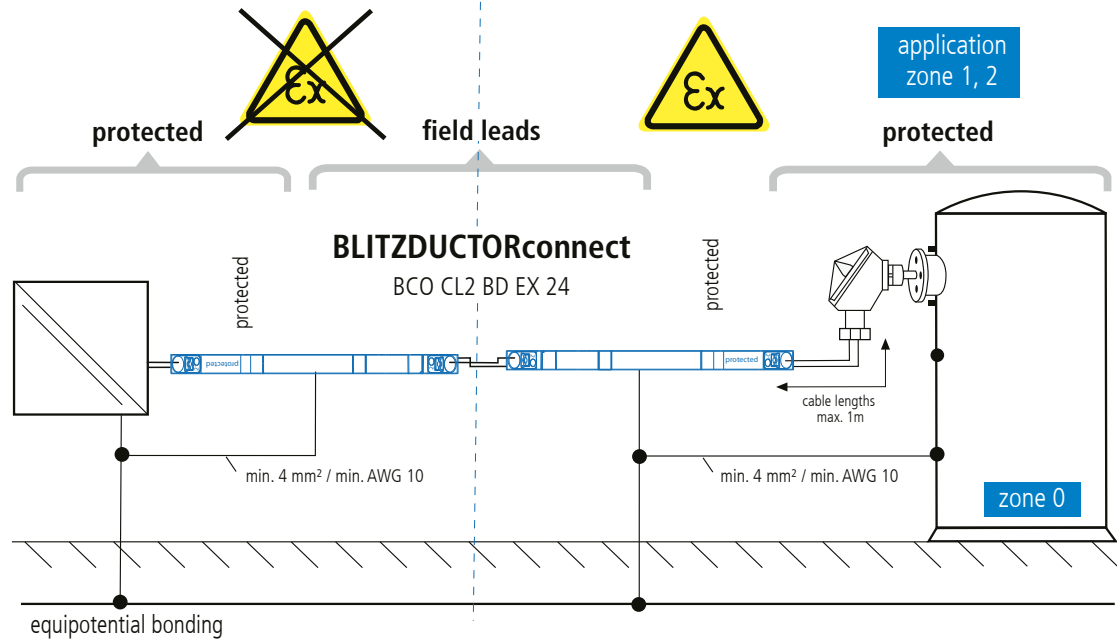 Ex
Ex
application
zone 1, 2
protected
field leads
protected
BLITZDUCTORconnect
BCO CL2 BD EX 24
protected
protected
protected
protected
cable lengths
max. 1m
min. 4 mm² / min. AWG 10
min. 4 mm² / min. AWG 10
zone 0
equipotential bonding